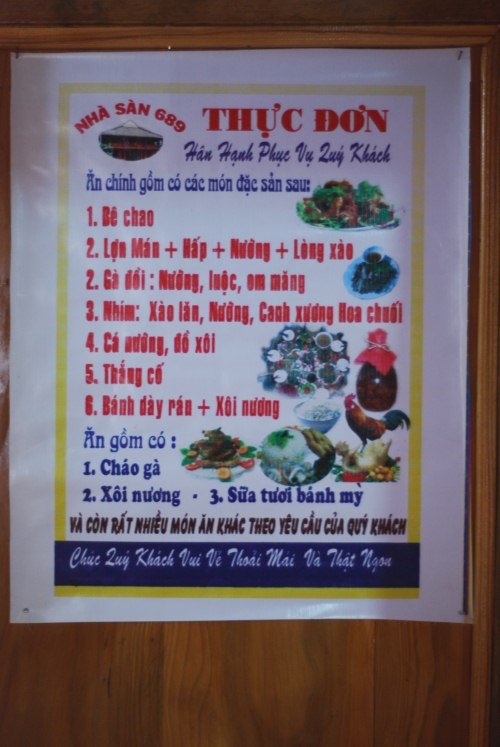 NHÀ SÀN 689
THỰC ĐƠN
Hân Hạnh Phục Vụ Quý Khách
Ăn chính gồm có các món đặc sản sau:
1. Bê chao
2. Lợn Mán + Hấp + Nướng + Lòng xào
2. Gà đồi : Nướng, luộc, om măng
3. Nhím: Xào lăn, Nướng, Canh xương Hoa chuối
4. Cá nướng, đồ xôi
5. Thắng cố
6. Bánh dày rán + Xôi nương
Ăn gồm có :
1. Cháo gà
2. Xôi nương - 3. Sữa tươi bánh mỳ
VÀ CÒN RẤT NHIỀU MÓN ĂN KHÁC THEO YÊU CẦU CỦA QUÝ KHÁCH
Chúc Quý Khách Vui Vẻ Thoải Mái Và Thật Ngon